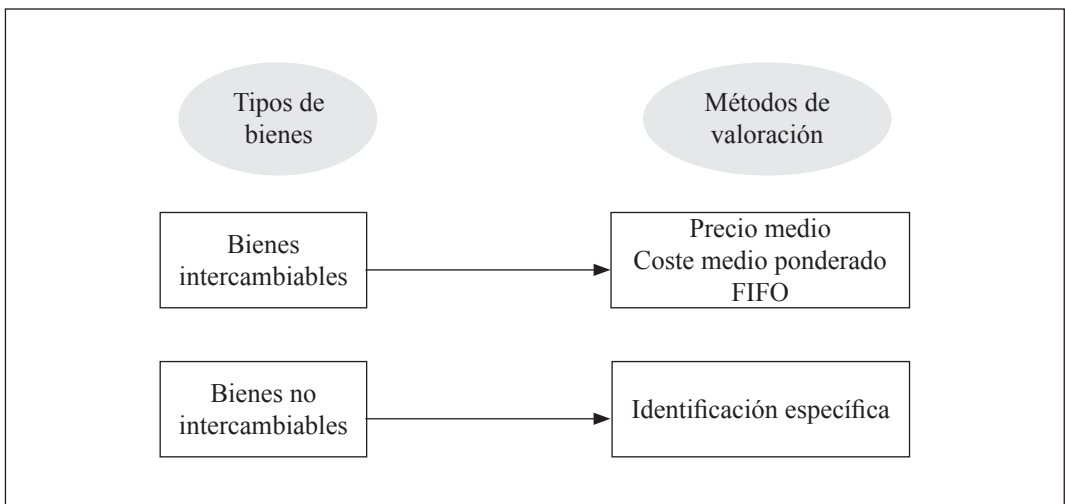 Tipos de
bienes
Métodos de
valoración
Bienes
intercambiables
Precio medio
Coste medio ponderado
FIFO
Bienes no
intercambiables
Identificación específica